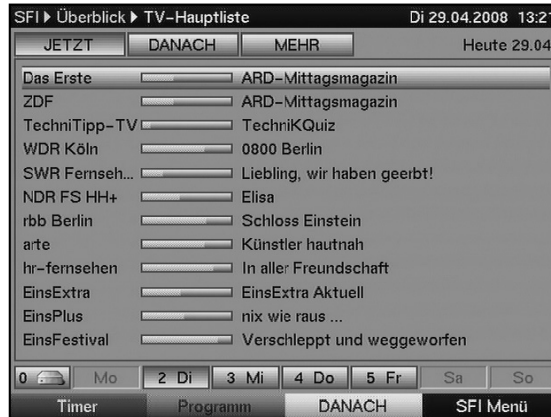 SFI ▶ Überblick ▶ TV-Hauptliste Di 29.04.2008 13:21
JETZT DANACH MEHR Heute 29.04
Das Erste ARD-Mittagsmagazin
ZDF ARD-Mittagsmagazin
TechniTipp-TV TechniKQuiz
WDR Köln 0800 Berlin
SWR Fernseh... Liebling, wir haben geerbt!
NDR FS HH+ Elisa
rbb Berlin Schloss Einstein
arte Künstler hautnah
hr-fernsehen In aller Freundschaft
EinsExtra EinsExtra Aktuell
EinsPlus nix wie raus ...
EinsFestival Verschleppt und weggeworfen
0 Mo 2 Di 3 Mi 4 Do 5 Fr Sa So
Timer Programm DANACH SFI Menü